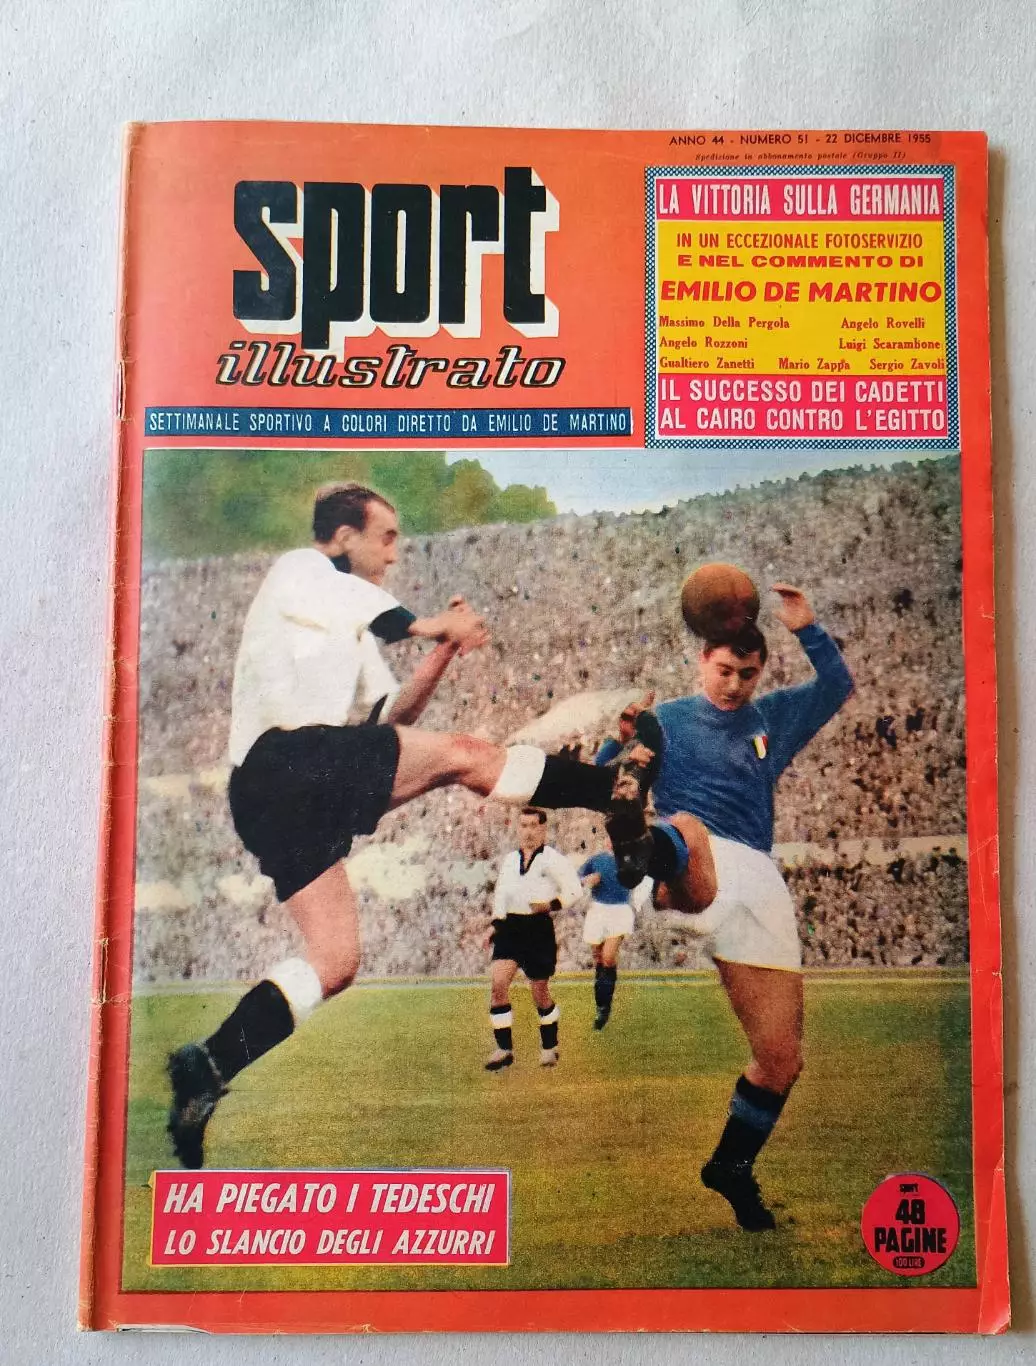 ANNO 44 - NUMERO 51 - 22 DICEMBRE 1955
Spedizione in abbonamento postale (Gruppo II)
sport
illustrato
SETTIMANALE SPORTIVO A COLORI DIRETTO DA EMILIO DE MARTINO
LA VITTORIA SULLA GERMANIA
IN UN ECCEZIONALE FOTOSERVIZIO
E NEL COMMENTO DI
EMILIO DE MARTINO
Massimo Della Pergola Angelo Rovelli
Angelo Rozzoni Luigi Scarambone
Gualtiero Zanetti Mario Zappa Sergio Zavoli
IL SUCCESSO DEI CADETTI
AL CAIRO CONTRO L'EGITTO
HA PIEGATO I TEDESCHI
LO SLANCIO DEGLI AZZURRI
sport
48
PAGINE
100 LIRE